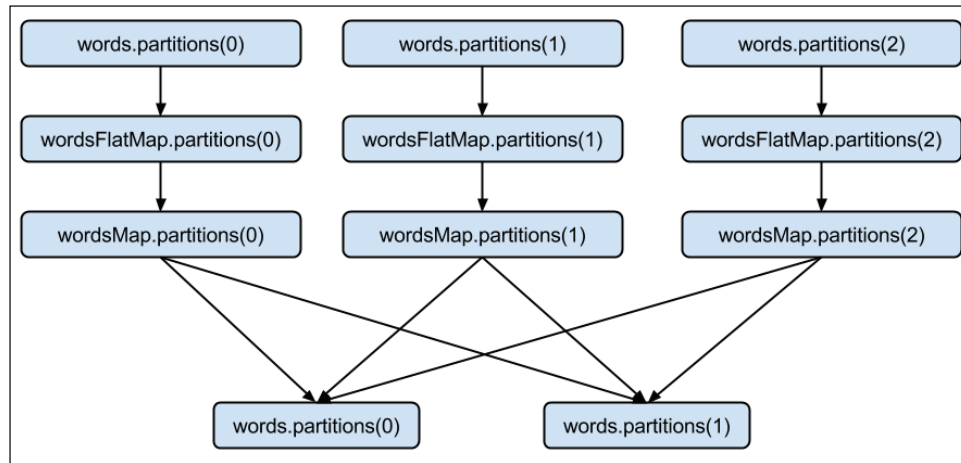 words.partitions(0)
words.partitions(1)
words.partitions(2)
wordsFlatMap.partitions(0)
wordsFlatMap.partitions(1)
wordsFlatMap.partitions(2)
wordsMap.partitions(0)
wordsMap.partitions(1)
wordsMap.partitions(2)
words.partitions(0)
words.partitions(1)